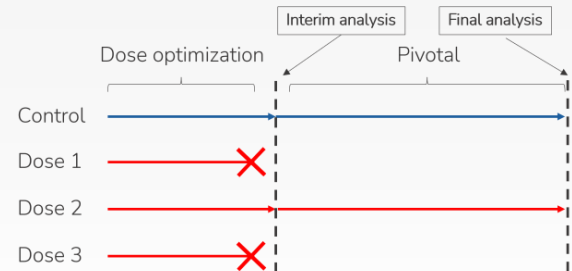 Interim analysis
Final analysis
Dose optimization
Pivotal
Control
Dose 1
Dose 2
Dose 3